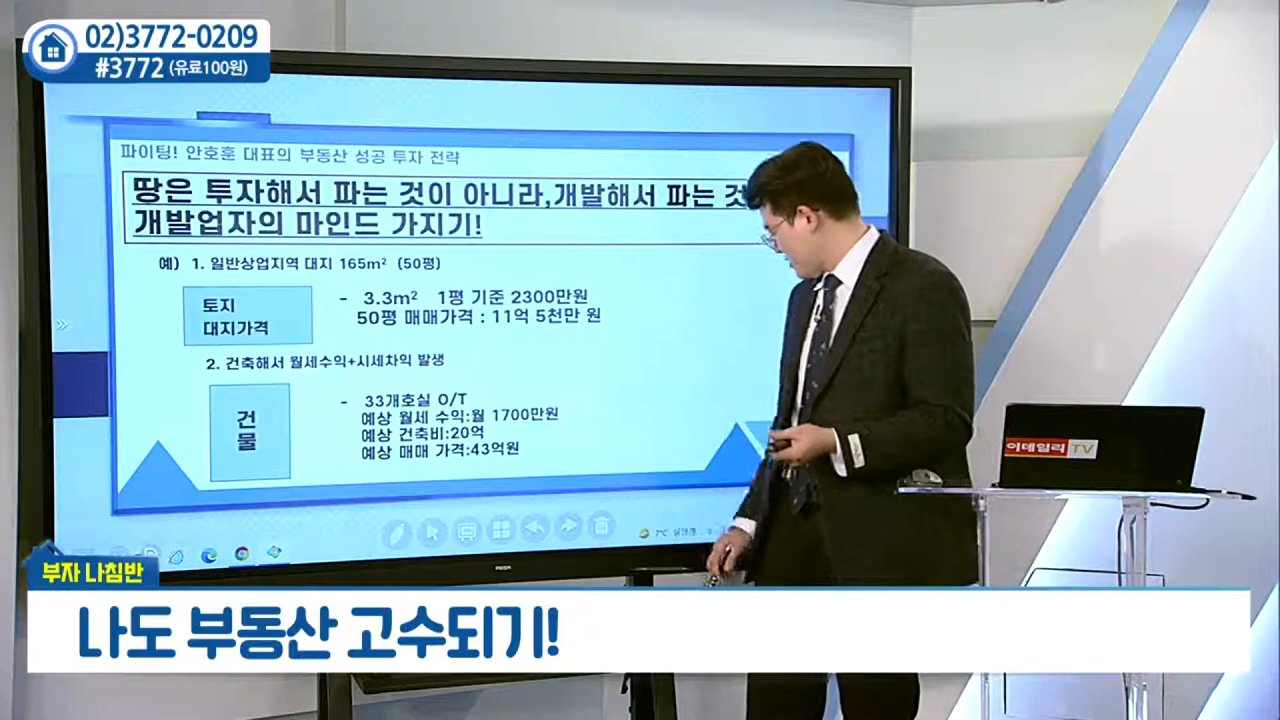 02)3772-0209
#3772 (유료100원)
파이팅! 안호훈 대표의 부동산 성공 투자 전략
땅은 투자해서 파는 것이 아니라,개발해서 파는 것
개발업자의 마인드 가지기!
예) 1. 일반상업지역 대지 165m² (50평)
토지
대지가격
- 3.3m² 1평 기준 2300만원
50평 매매가격 : 11억 5천만 원
2. 건축해서 월세수익+시세차익 발생
건
물
- 33개호실 O/T
예상 월세 수익:월 1700만원
예상 건축비:20억
예상 매매 가격:43억원
7°C
이데일리 TV
부자 나침반
나도 부동산 고수되기!